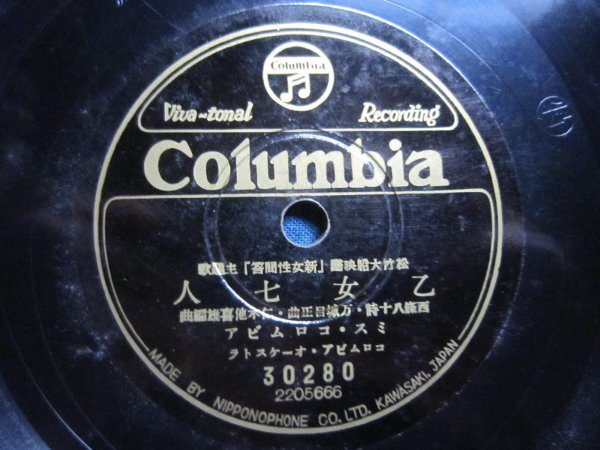 Columbia
Viva-tonal Recording
Columbia
松竹大船映畫「新女性問答」主題歌
乙女七人
西條八十詩・万城目正曲・仁木他喜雄編曲
ミス・コロムビア
コロムビア・オーケストラ
30280
2205666
MADE BY NIPPONOPHONE CO. LTD. KAWASAKI, JAPAN